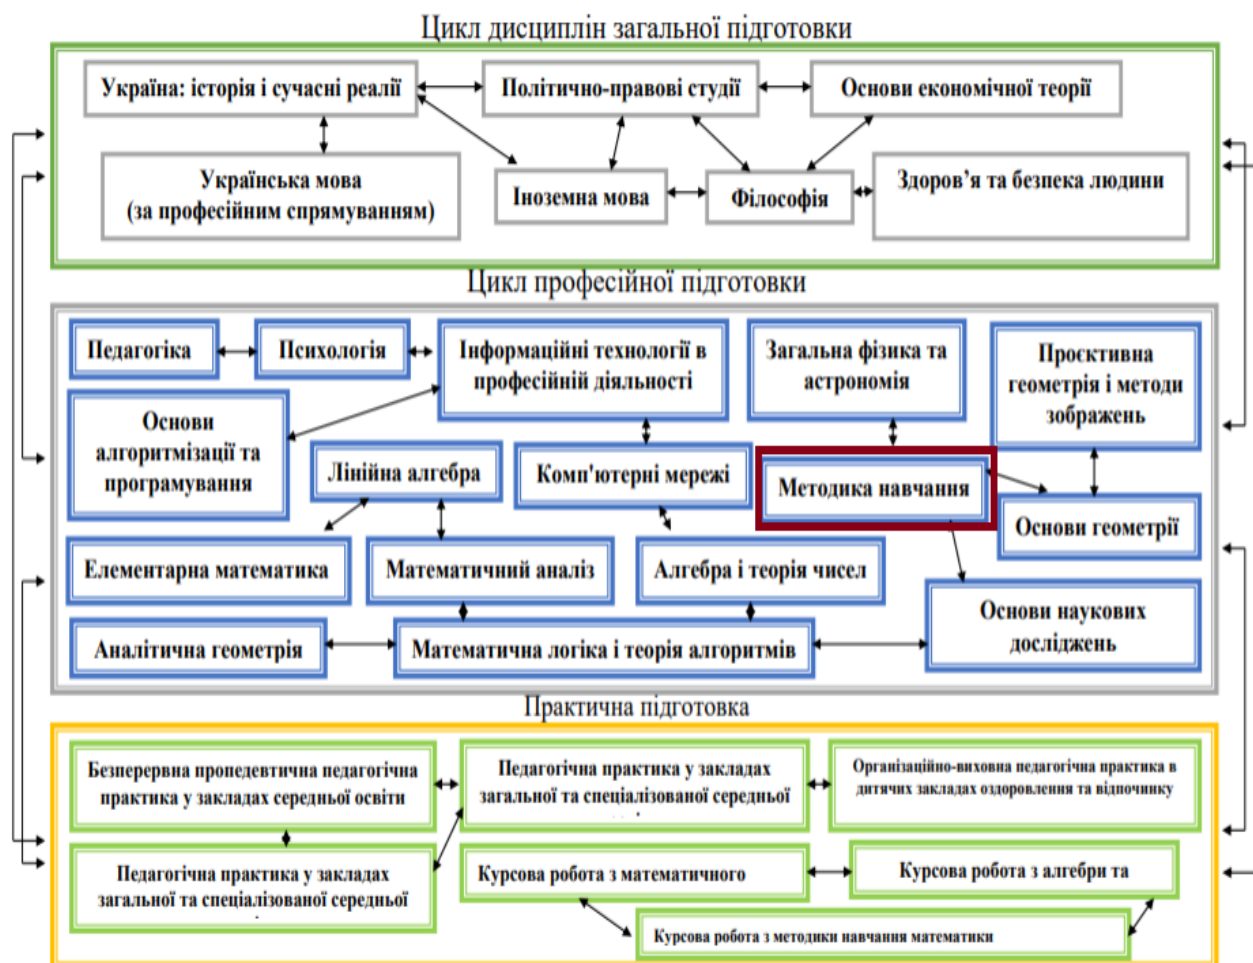 Цикл дисциплін загальної підготовки
Україна: історія і сучасні реалії
Політично-правові студії
Основи економічної теорії
Українська мова
(за професійним спрямуванням)
Іноземна мова
Філософія
Здоров’я та безпека людини
Цикл професійної підготовки
Педагогіка
Психологія
Інформаційні технології в
професійній діяльності
Загальна фізика та
астрономія
Проєктивна
геометрія і методи
зображень
Основи
алгоритмізації та
програмування
Лінійна алгебра
Комп'ютерні мережі
Методика навчання
Основи геометрії
Елементарна математика
Математичний аналіз
Алгебра і теорія чисел
Основи наукових
досліджень
Аналітична геометрія
Математична логіка і теорія алгоритмів
Практична підготовка
Безперервна пропедевтична педагогічна
практика у закладах середньої освіти
Педагогічна практика у закладах
загальної та спеціалізованої середньої
Організаційно-виховна педагогічна практика в
дитячих закладах оздоровлення та відпочинку
Педагогічна практика у закладах
загальної та спеціалізованої середньої
Курсова робота з математичного
Курсова робота з алгебри та
Курсова робота з методики навчання математики